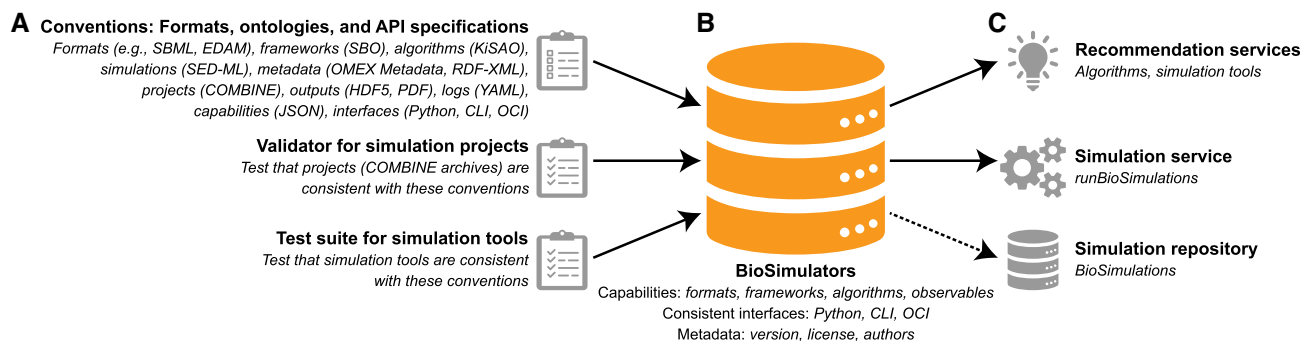 A
Conventions: Formats, ontologies, and API specifications
Formats (e.g., SBML, EDAM), frameworks (SBO), algorithms (KiSAO),
simulations (SED-ML), metadata (OMEX Metadata, RDF-XML),
projects (COMBINE), outputs (HDF5, PDF), logs (YAML),
capabilities (JSON), interfaces (Python, CLI, OCI)
Validator for simulation projects
Test that projects (COMBINE archives) are
consistent with these conventions
Test suite for simulation tools
Test that simulation tools are consistent
with these conventions
B
BioSimulators
Capabilities: formats, frameworks, algorithms, observables
Consistent interfaces: Python, CLI, OCI
Metadata: version, license, authors
C
Recommendation services
Algorithms, simulation tools
Simulation service
runBioSimulations
Simulation repository
BioSimulations